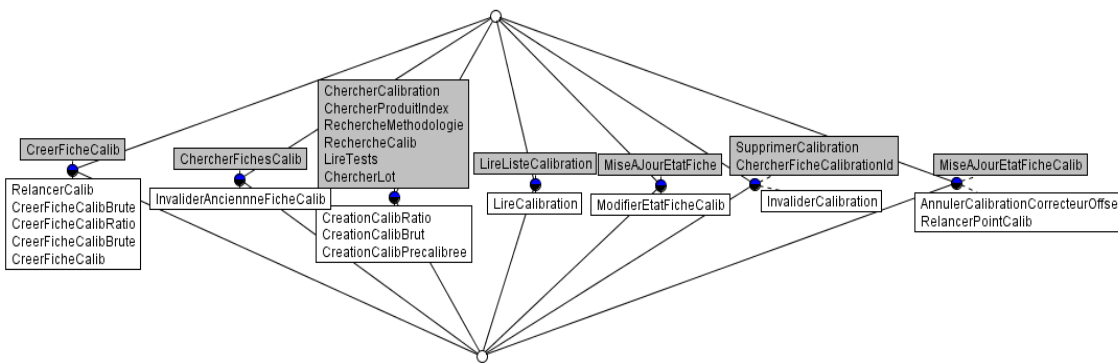 CreerFicheCalib
RelancerCalib
CreerFicheCalibBrute
CreerFicheCalibRatio
CreerFicheCalibBrute
CreerFicheCalib
ChercherFichesCalib
InvaliderAnciennneFicheCalib
ChercherCalibration
ChercherProduitIndex
RechercheMethodologie
RechercheCalib
LireTests
ChercherLot
CreationCalibRatio
CreationCalibBrut
CreationCalibPrecalibree
LireListeCalibration
LireCalibration
MiseAJourEtatFiche
ModifierEtatFicheCalib
SupprimerCalibration
ChercherFicheCalibrationId
InvaliderCalibration
MiseAJourEtatFicheCalib
AnnulerCalibrationCorrecteurOffse
RelancerPointCalib